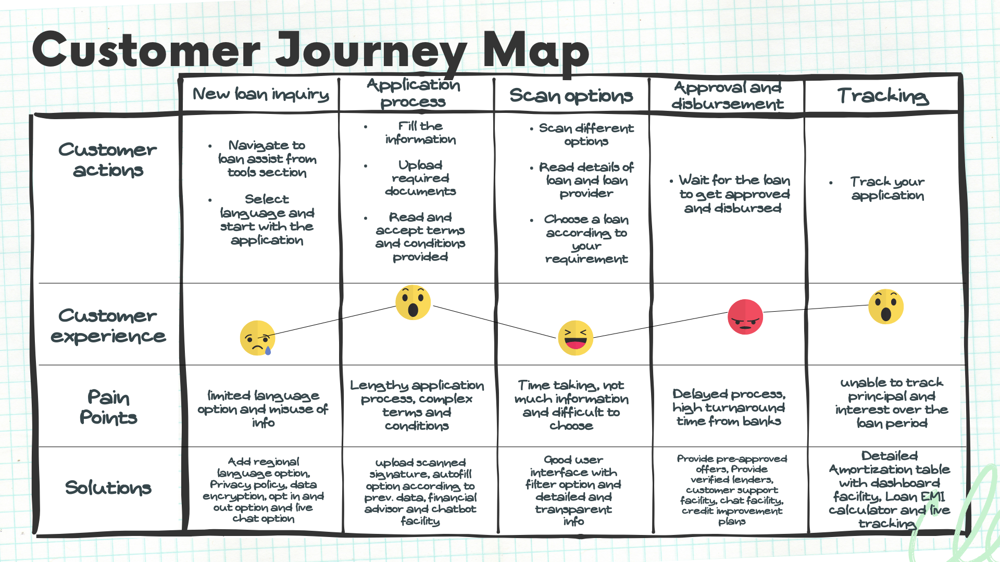 Customer Journey Map
New loan inquiry
Application
process
Scan options
Approval and
disbursement
Tracking
Customer
actions
• Navigate to
loan assist from
tools section
• Select
language and
start with the
application
• Fill the
information
• Upload
required
documents
• Read and
accept terms
and conditions
provided
• Scan different
options
• Read details of
loan and loan
provider
• Choose a loan
according to
your
requirement
• Wait for the loan
to get approved
and disbursed
• Track your
application
Customer
experience
Pain
Points
limited language
option and misuse of
info
Lengthy application
process, complex
terms and
conditions
Time taking, not
much information
and difficult to
choose
Delayed process,
high turnaround
time from banks
unable to track
principal and
interest over the
loan period
Solutions
Add regional
language option,
Privacy policy, data
encryption, opt in and
out option and live
chat option
upload scanned
signature, autofill
option according to
prev. data, financial
advisor and chatbot
facility
Good user
interface with
filter option and
detailed and
transparent
info
Provide pre-approved
offers, Provide
verified lenders,
customer support
facility, chat facility,
credit improvement
plans
Detailed
Amortization table
with dashboard
facility, Loan EMI
calculator and live
tracking